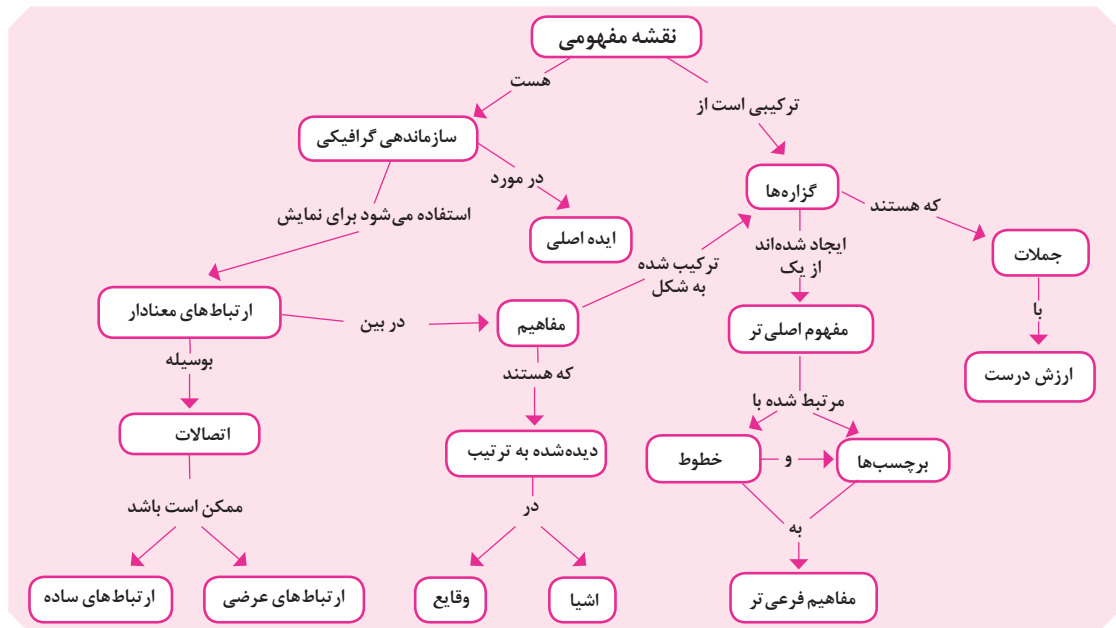 نقشه مفهومی
هست
ترکیبی است از
سازماندهی گرافیکی
در مورد
گزاره‌ها
که هستند
استفاده می‌شود برای نمایش
ایده اصلی
ایجاد شده‌اند
از یک
جملات
ترکیب شده
به شکل
ارتباط‌های معنادار
در بین
مفاهیم
مفهوم اصلی‌تر
با
بوسیله
که هستند
ارزش درست
مرتبط شده با
اتصالات
دیده‌شده به ترتیب
خطوط
و
برچسب‌ها
ممکن است باشد
در
به
ارتباط‌های ساده
ارتباط‌های عرضی
وقایع
اشیا
مفاهیم فرعی‌تر